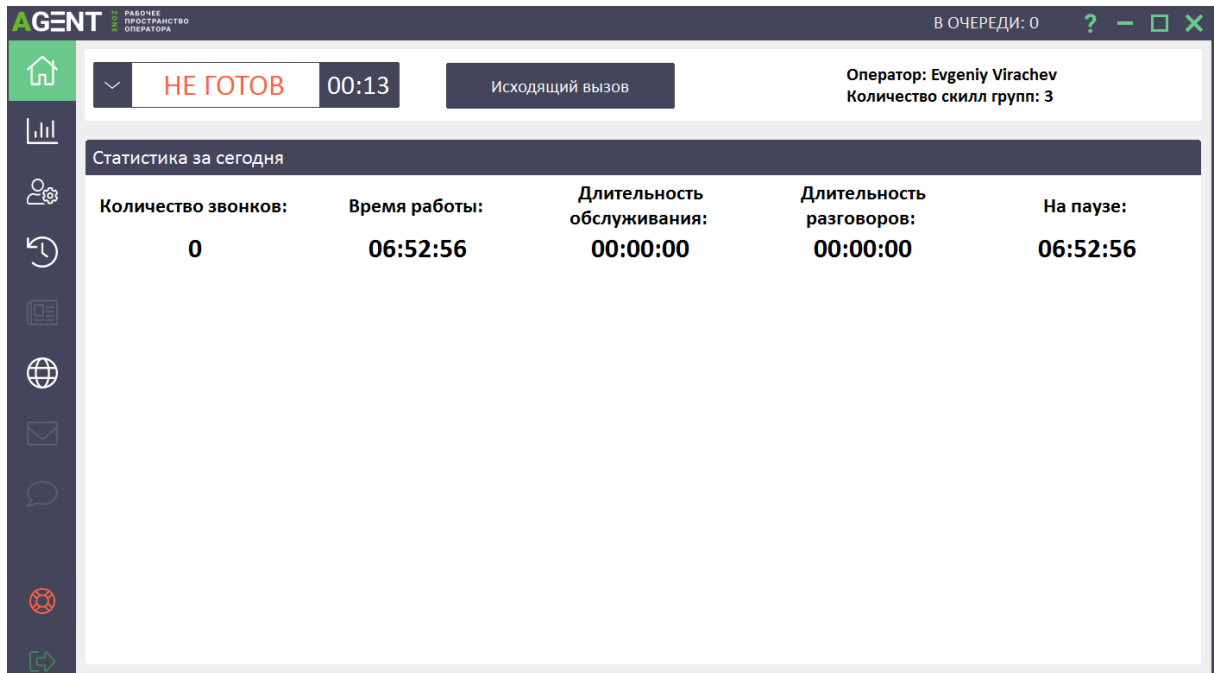 AGENT ZONE РАБОЧЕЕ
ПРОСТРАНСТВО
ОПЕРАТОРА
В ОЧЕРЕДИ: 0 ?
НЕ ГОТОВ 00:13 Исходящий вызов
Оператор: Evgeniy Virachev
Количество скилл групп: 3
Статистика за сегодня
Количество звонков:
0
Время работы:
06:52:56
Длительность
обслуживания:
00:00:00
Длительность
разговоров:
00:00:00
На паузе:
06:52:56